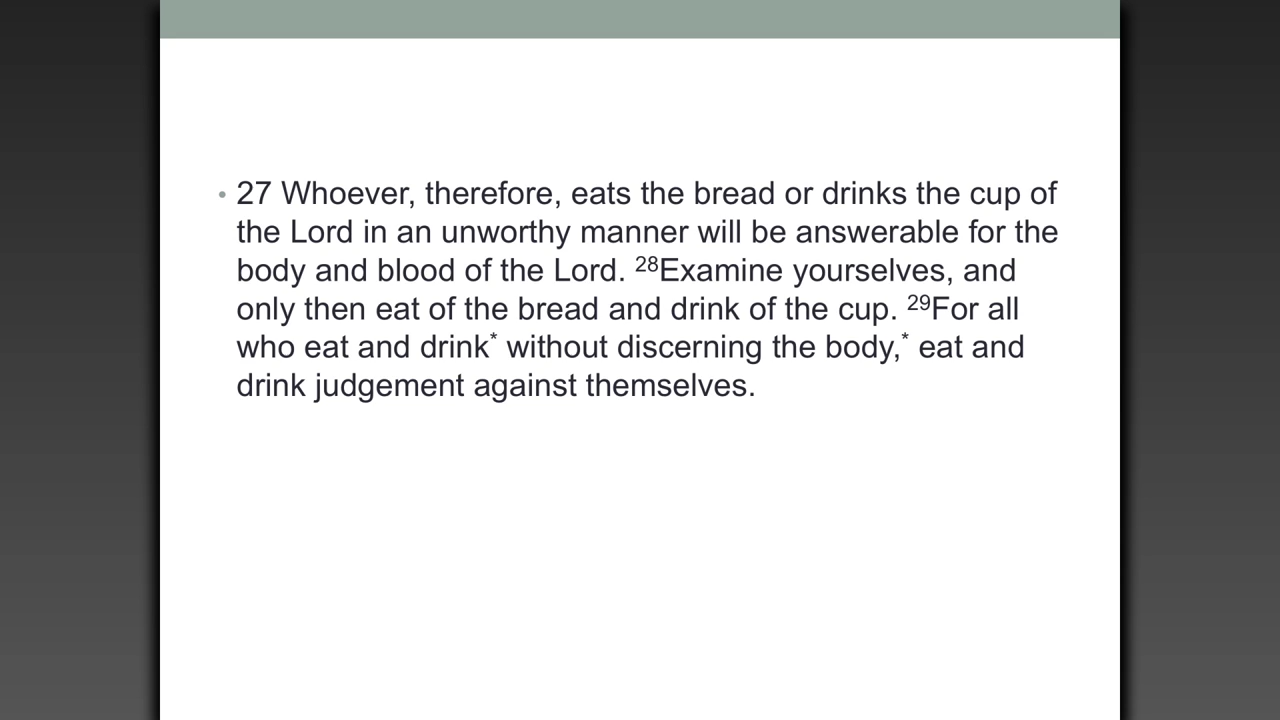 • 27 Whoever, therefore, eats the bread or drinks the cup of
the Lord in an unworthy manner will be answerable for the
body and blood of the Lord. ²⁸Examine yourselves, and
only then eat of the bread and drink of the cup. ²⁹For all
who eat and drink* without discerning the body,* eat and
drink judgement against themselves.